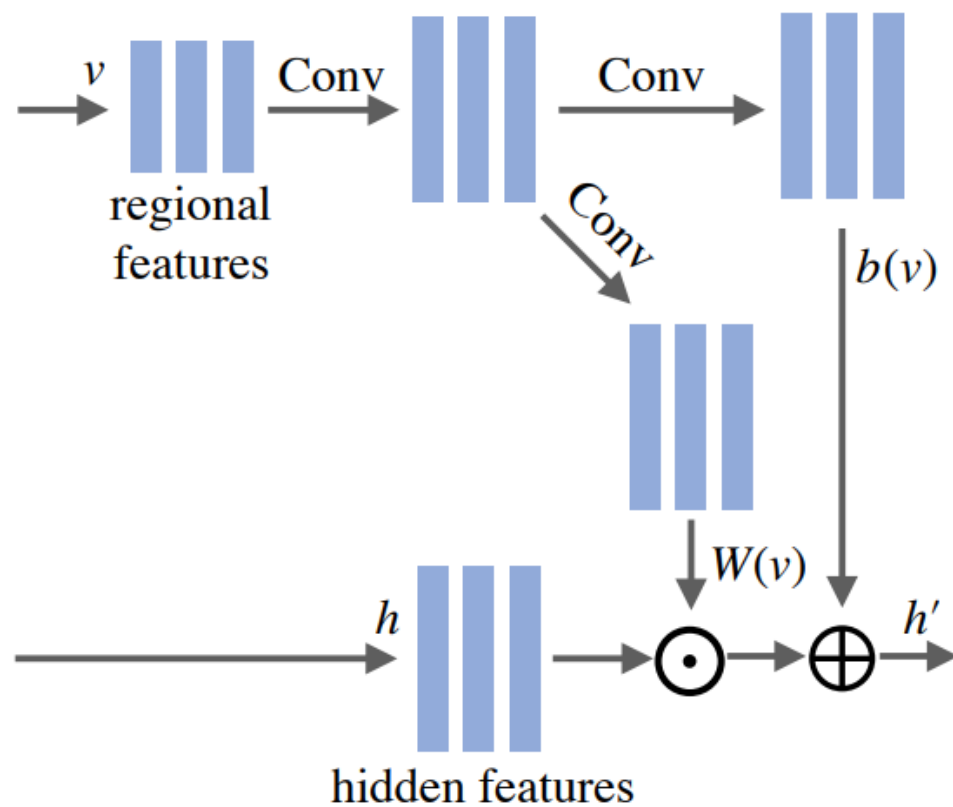 v
Conv
Conv
regional
features
Conv
b(v)
W(v)
h
h′
hidden features